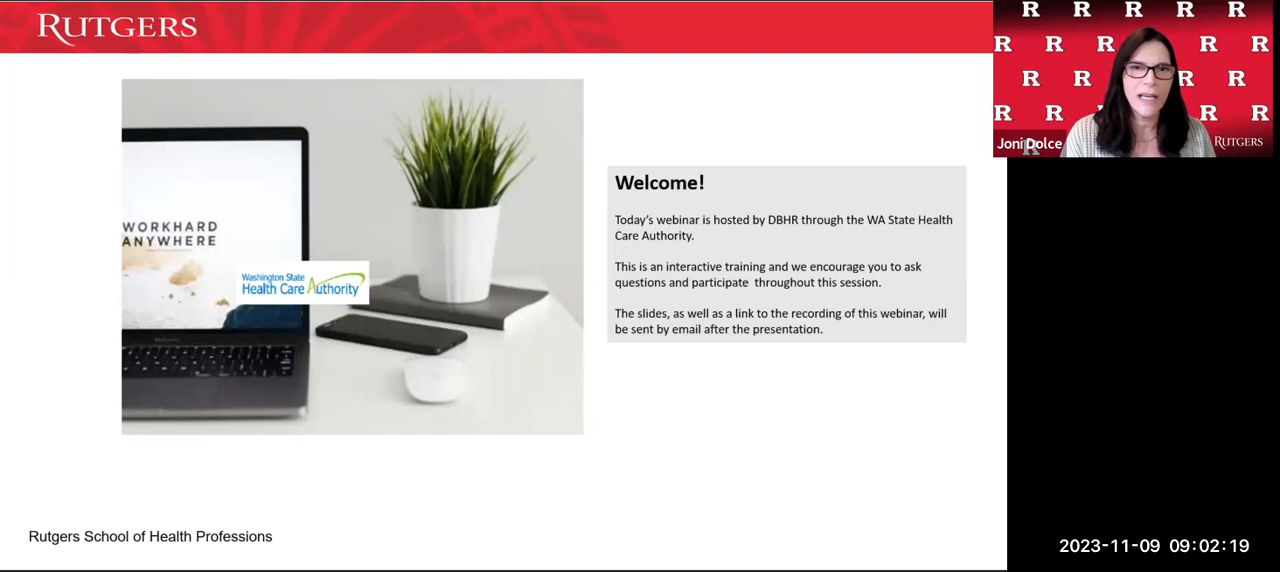 RUTGERS
WORKHARD
ANYWHERE
Washington State
Health Care Authority
Welcome!
Today's webinar is hosted by DBHR through the WA State Health
Care Authority.
This is an interactive training and we encourage you to ask
questions and participate  throughout this session.
The slides, as well as a link to the recording of this webinar, will
be sent by email after the presentation.
Rutgers School of Health Professions
R R R R R
R R R R R
R R R R
R R R R R
Joni Dolce
R
RUTGERS
2023-11-09 09:02:19